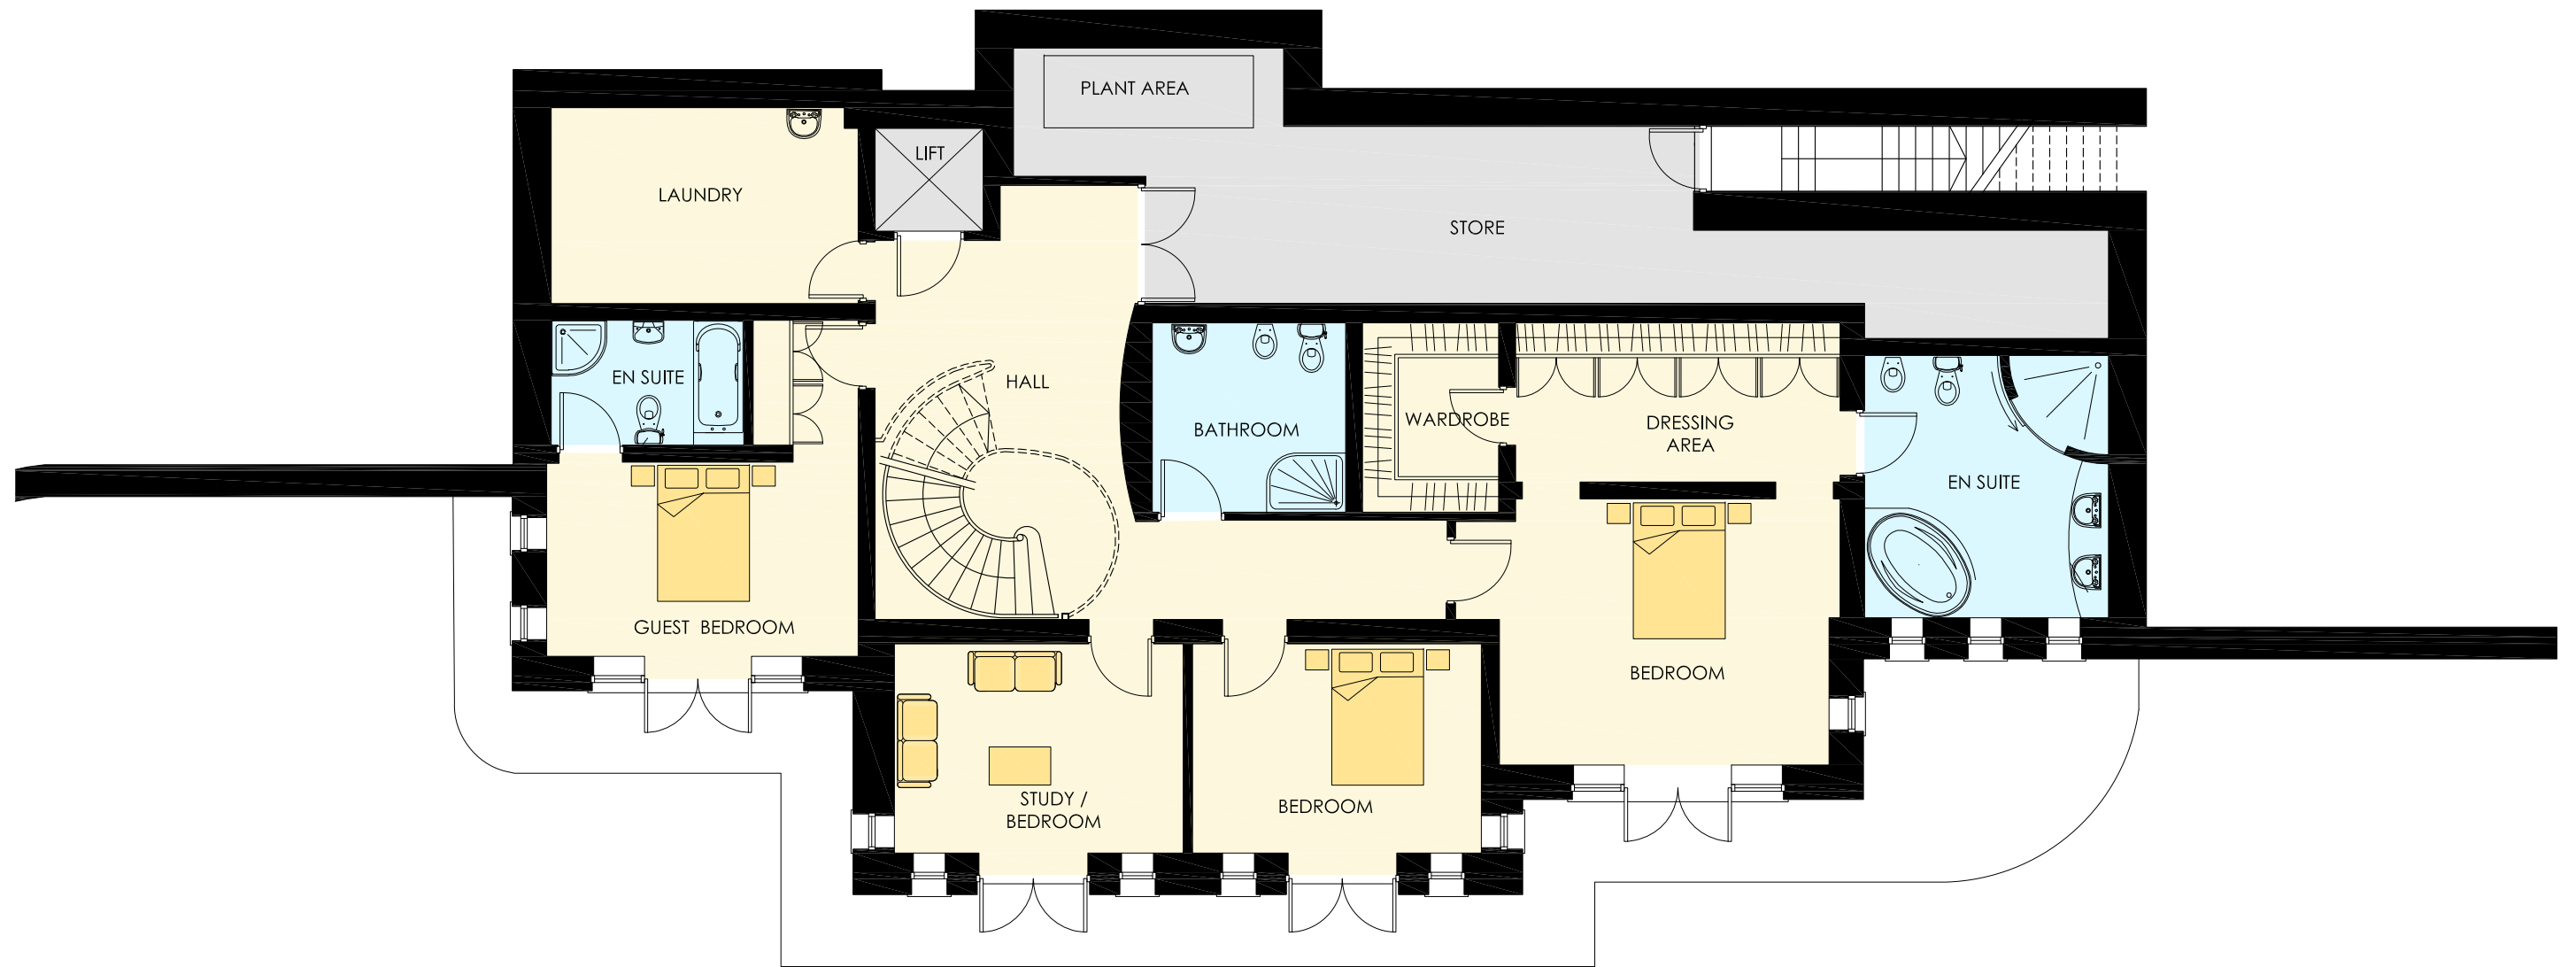 PLANT AREA
LIFT
LAUNDRY
STORE
EN SUITE
HALL
WARDROBE
BATHROOM
DRESSING
AREA
EN SUITE
GUEST BEDROOM
BEDROOM
STUDY /
BEDROOM
BEDROOM